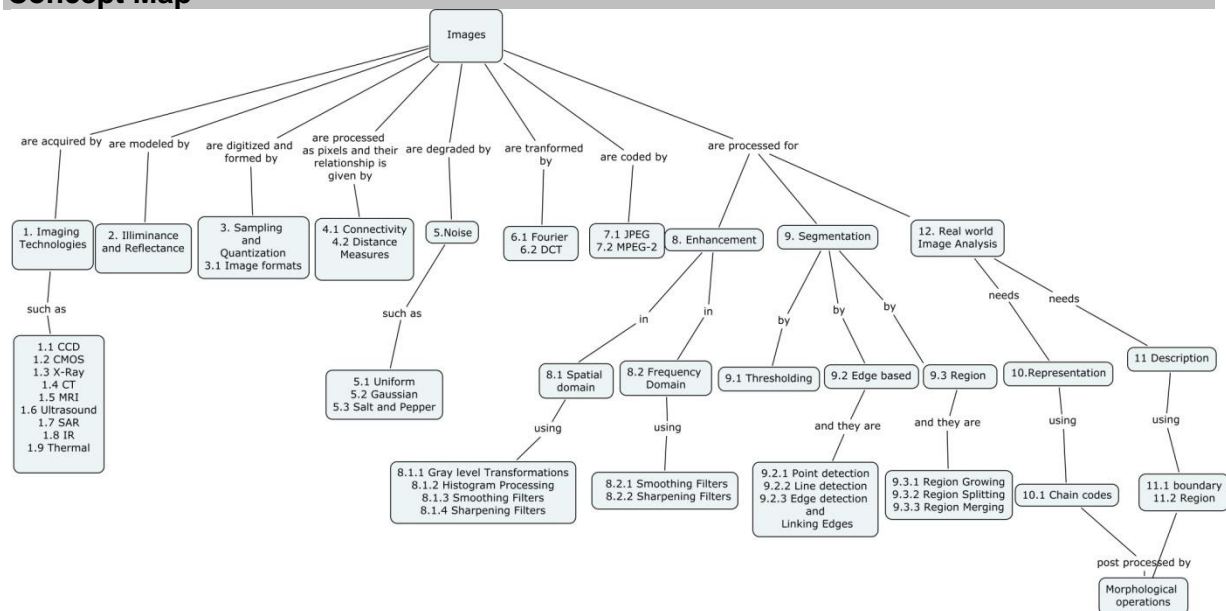 Concept Map
Images
are acquired by
are modeled by
are digitized and
formed by
are processed
as pixels and their
relationship is
given by
are degraded by
are tranformed
by
are coded by
are processed for
1. Imaging
Technologies
2. Illiminance
and Reflectance
3. Sampling
and
Quantization
3.1 Image formats
4.1 Connectivity
4.2 Distance
Measures
5.Noise
6.1 Fourier
6.2 DCT
7.1 JPEG
7.2 MPEG-2
8. Enhancement
9. Segmentation
12. Real world
Image Analysis
such as
such as
in
in
by
by
by
needs
needs
1.1 CCD
1.2 CMOS
1.3 X-Ray
1.4 CT
1.5 MRI
1.6 Ultrasound
1.7 SAR
1.8 IR
1.9 Thermal
5.1 Uniform
5.2 Gaussian
5.3 Salt and Pepper
8.1 Spatial
domain
8.2 Frequency
Domain
9.1 Thresholding
9.2 Edge based
9.3 Region
10.Representation
11 Description
using
using
and they are
and they are
using
using
8.1.1 Gray level Transformations
8.1.2 Histogram Processing
8.1.3 Smoothing Filters
8.1.4 Sharpening Filters
8.2.1 Smoothing Filters
8.2.2 Sharpening Filters
9.2.1 Point detection
9.2.2 Line detection
9.2.3 Edge detection
and
Linking Edges
9.3.1 Region Growing
9.3.2 Region Splitting
9.3.3 Region Merging
10.1 Chain codes
11.1 boundary
11.2 Region
post processed by
Morphological
operations